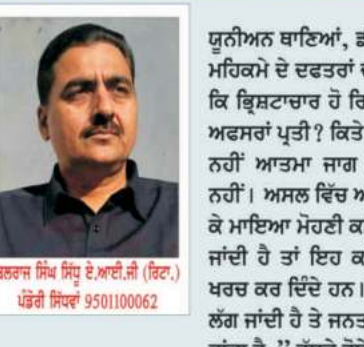 ਬਲਰਾਜ ਸਿੰਘ ਸਿੱਧੂ ਏ.ਆਈ.ਜੀ (ਰਿਟਾ.)
ਪੰਡੋਰੀ ਸਿੱਧਵਾਂ 9501100062
ਯੂਨੀਅਨ ਥਾਣਿਆਂ,
ਮਹਿਕਮੇ ਦੇ ਦਫਤਰਾਂ
ਕਿ ਭ੍ਰਿਸ਼ਟਾਚਾਰ ਹੋ ਰਿ
ਅਫਸਰਾਂ ਪ੍ਰਤੀ? ਕਿਤੇ
ਨਹੀਂ ਆਤਮਾ ਜਾਗ
ਨਹੀਂ। ਅਸਲ ਵਿੱਚ ਅ
ਕੇ ਮਾਇਆ ਮੋਹਣੀ ਕ
ਜਾਂਦੀ ਹੈ ਤਾਂ ਇਹ ਕ
ਖਰਚ ਕਰ ਦਿੰਦੇ ਹਨ।
ਲੱਗ ਜਾਂਦੀ ਹੈ ਤੇ ਜਨਤ